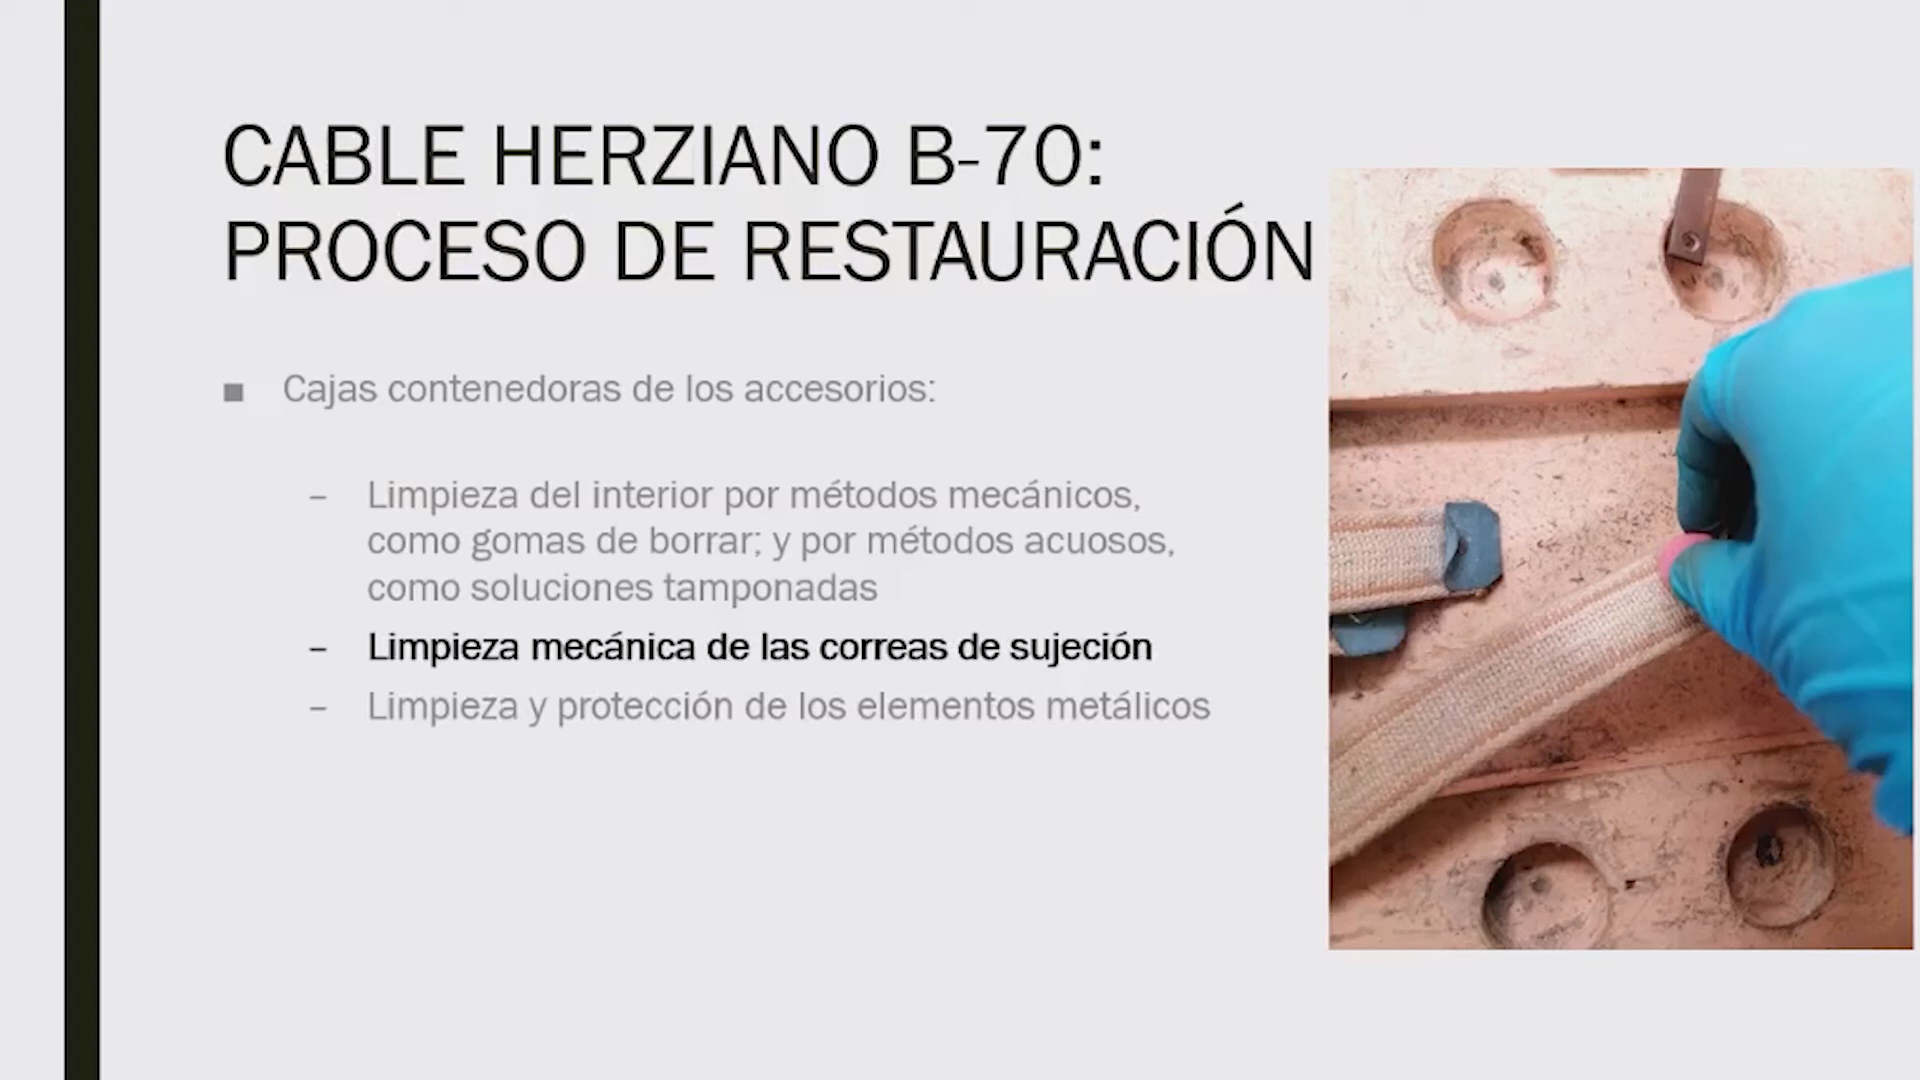 CABLE HERZIANO B-70:
PROCESO DE RESTAURACIÓN
■ Cajas contenedoras de los accesorios:
– Limpieza del interior por métodos mecánicos,
como gomas de borrar; y por métodos acuosos,
como soluciones tamponadas
– Limpieza mecánica de las correas de sujeción
– Limpieza y protección de los elementos metálicos